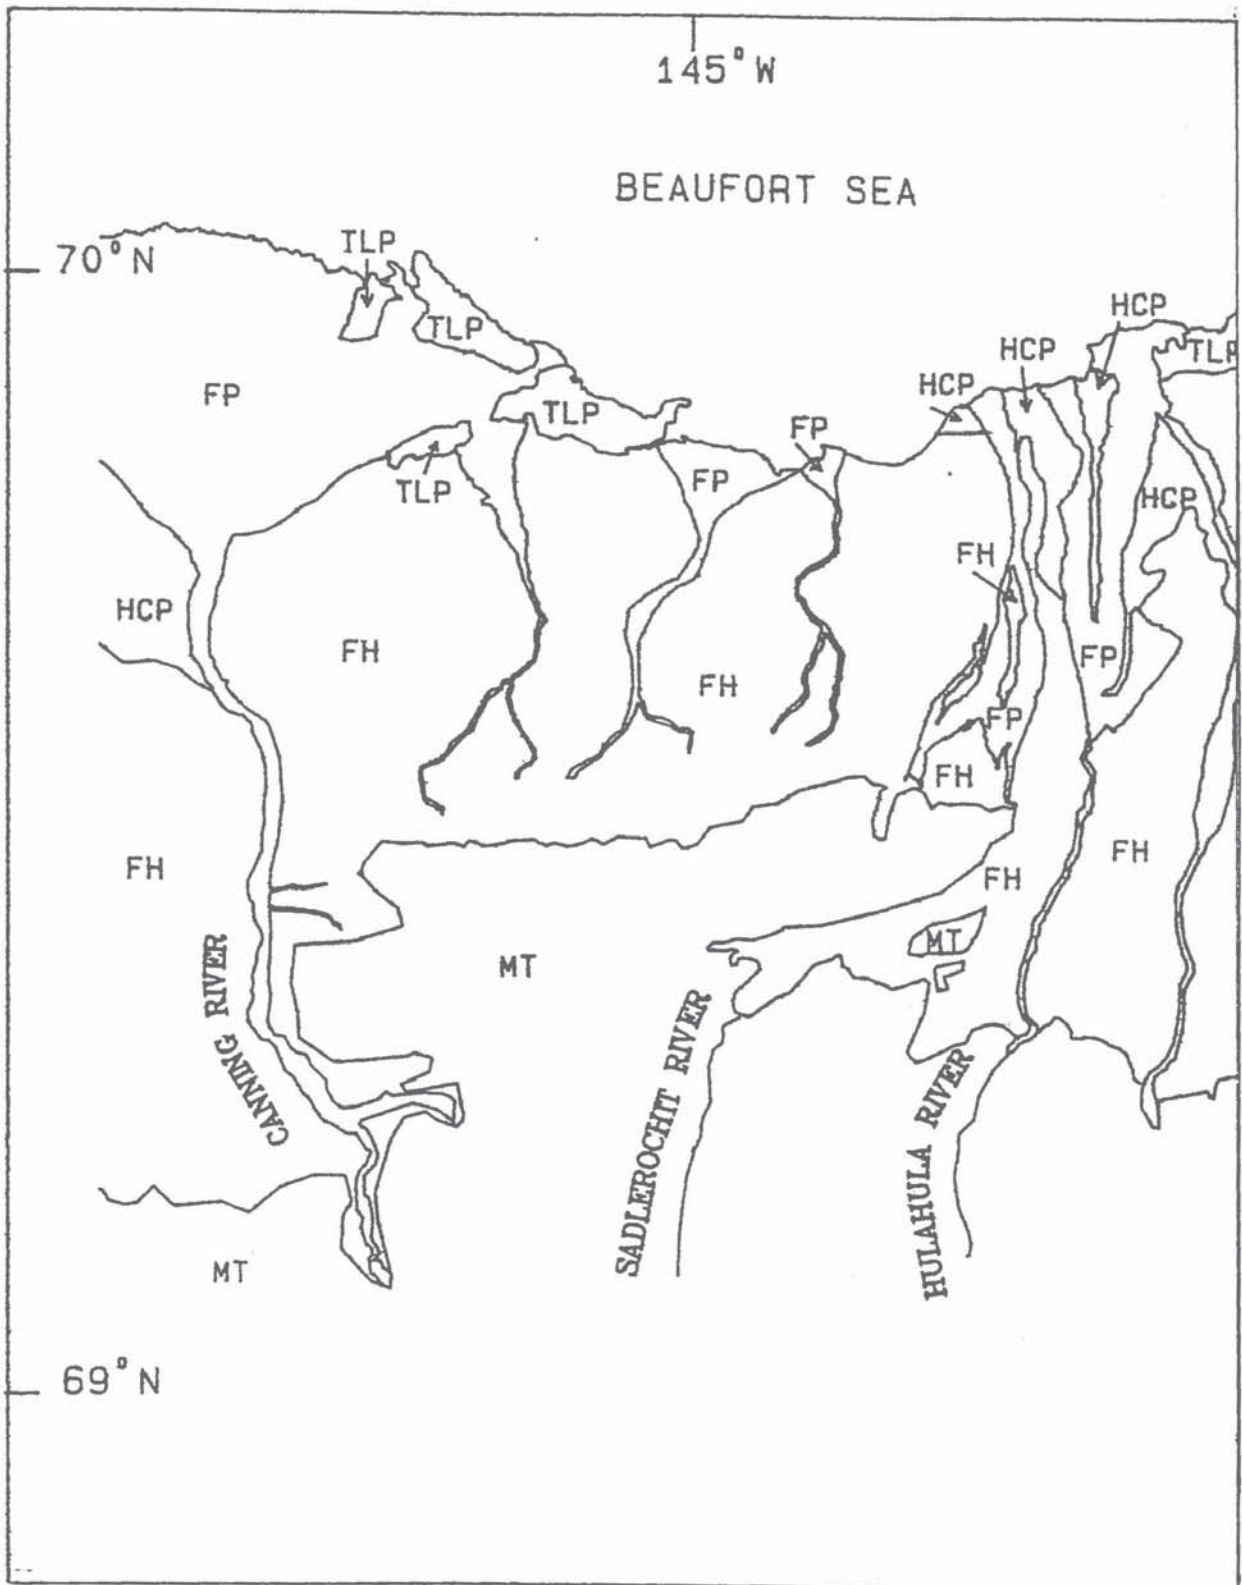 145°W
BEAUFORT SEA
70°N
TLP
TLP
HCP
HCP
TLP
HCP
FP
TLP
FP
FP
TLP
HCP
FH
HCP
FH
FH
FP
FP
FH
FH
FH
FH
MT
MT
CANNING RIVER
SADLEROCHIT RIVER
HULAHULA RIVER
MT
69°N